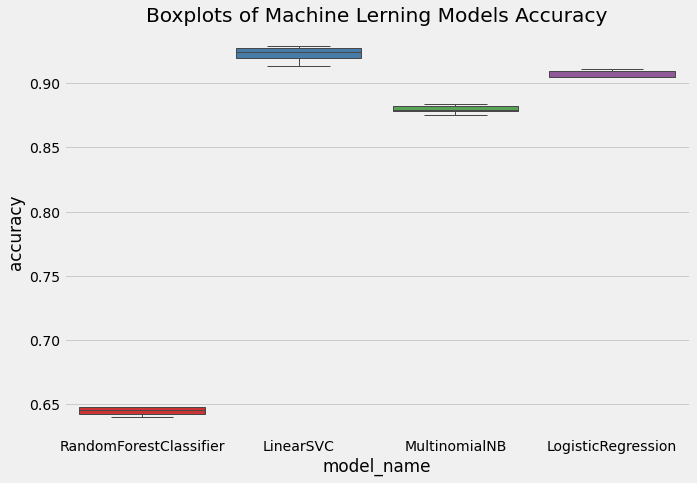 Boxplots of Machine Lerning Models Accuracy
0.90
0.85
0.80
0.75
0.70
0.65
accuracy
RandomForestClassifier LinearSVC MultinomialNB LogisticRegression
model_name